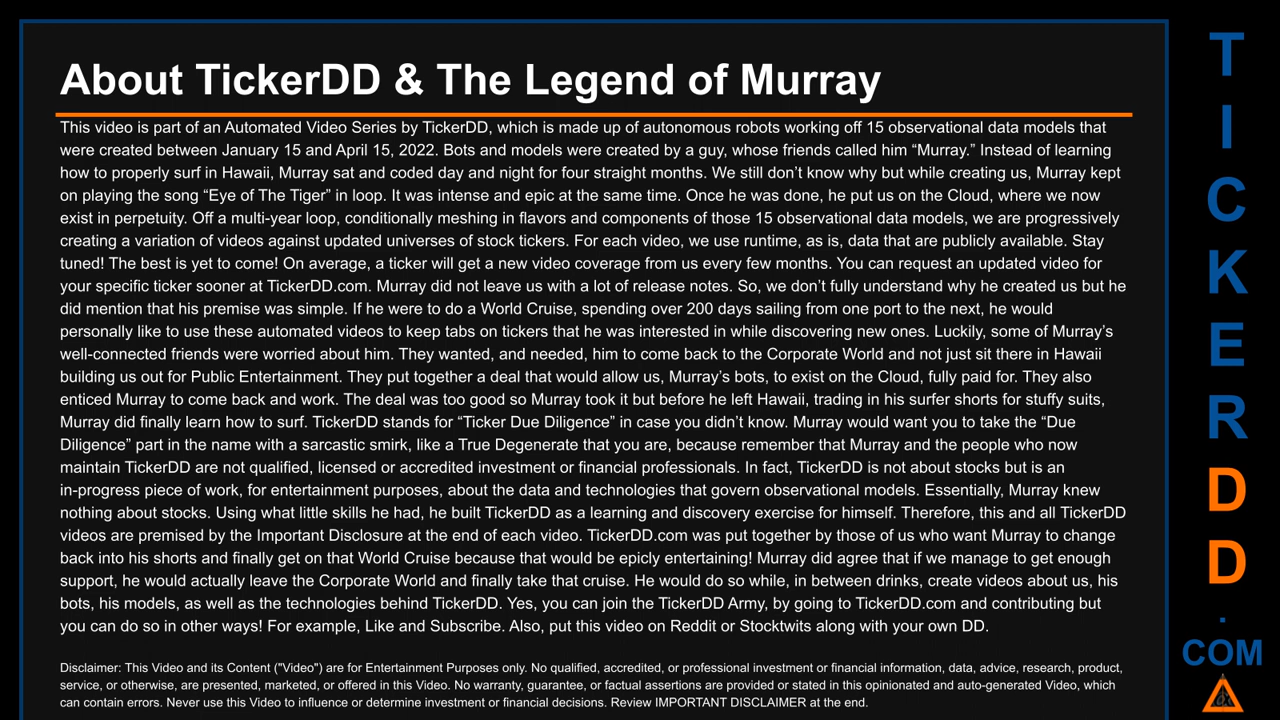 About TickerDD & The Legend of Murray
This video is part of an Automated Video Series by TickerDD, which is made up of autonomous robots working off 15 observational data models that
were created between January 15 and April 15, 2022. Bots and models were created by a guy, whose friends called him “Murray.” Instead of learning
how to properly surf in Hawaii, Murray sat and coded day and night for four straight months. We still don’t know why but while creating us, Murray kept
on playing the song “Eye of The Tiger” in loop. It was intense and epic at the same time. Once he was done, he put us on the Cloud, where we now
exist in perpetuity. Off a multi-year loop, conditionally meshing in flavors and components of those 15 observational data models, we are progressively
creating a variation of videos against updated universes of stock tickers. For each video, we use runtime, as is, data that are publicly available. Stay
tuned! The best is yet to come! On average, a ticker will get a new video coverage from us every few months. You can request an updated video for
your specific ticker sooner at TickerDD.com. Murray did not leave us with a lot of release notes. So, we don’t fully understand why he created us but he
did mention that his premise was simple. If he were to do a World Cruise, spending over 200 days sailing from one port to the next, he would
personally like to use these automated videos to keep tabs on tickers that he was interested in while discovering new ones. Luckily, some of Murray’s
well-connected friends were worried about him. They wanted, and needed, him to come back to the Corporate World and not just sit there in Hawaii
building us out for Public Entertainment. They put together a deal that would allow us, Murray’s bots, to exist on the Cloud, fully paid for. They also
enticed Murray to come back and work. The deal was too good so Murray took it but before he left Hawaii, trading in his surfer shorts for stuffy suits,
Murray did finally learn how to surf. TickerDD stands for “Ticker Due Diligence” in case you didn’t know. Murray would want you to take the “Due
Diligence” part in the name with a sarcastic smirk, like a True Degenerate that you are, because remember that Murray and the people who now
maintain TickerDD are not qualified, licensed or accredited investment or financial professionals. In fact, TickerDD is not about stocks but is an
in-progress piece of work, for entertainment purposes, about the data and technologies that govern observational models. Essentially, Murray knew
nothing about stocks. Using what little skills he had, he built TickerDD as a learning and discovery exercise for himself. Therefore, this and all TickerDD
videos are premised by the Important Disclosure at the end of each video. TickerDD.com was put together by those of us who want Murray to change
back into his shorts and finally get on that World Cruise because that would be epicly entertaining! Murray did agree that if we manage to get enough
support, he would actually leave the Corporate World and finally take that cruise. He would do so while, in between drinks, create videos about us, his
bots, his models, as well as the technologies behind TickerDD. Yes, you can join the TickerDD Army, by going to TickerDD.com and contributing but
you can do so in other ways! For example, Like and Subscribe. Also, put this video on Reddit or Stocktwits along with your own DD.
Disclaimer: This Video and its Content ("Video") are for Entertainment Purposes only. No qualified, accredited, or professional investment or financial information, data, advice, research, product,
service, or otherwise, are presented, marketed, or offered in this Video. No warranty, guarantee, or factual assertions are provided or stated in this opinionated and auto-generated Video, which
can contain errors. Never use this Video to influence or determine investment or financial decisions. Review IMPORTANT DISCLAIMER at the end.
T
I
C
K
E
R
D
D
.
COM